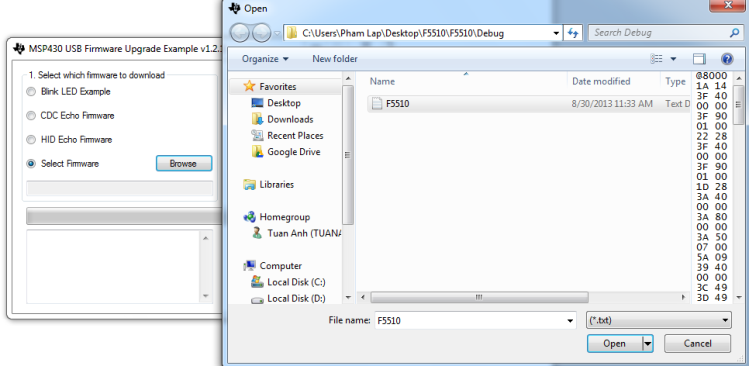 MSP430 USB Firmware Upgrade Example v1.2.
1. Select which firmware to download
Blink LED Example
CDC Echo Firmware
HID Echo Firmware
Select Firmware
Browse
Open
C:\Users\Pham Lap\Desktop\F5510\F5510\Debug
Search Debug
Organize
New folder
Favorites
Desktop
Downloads
Recent Places
Google Drive
Libraries
Homegroup
Tuan Anh (TUANA
Computer
Local Disk (C:)
Local Disk (D:)
Name
Date modified
Type
F5510
8/30/2013 11:33 AM
Text D
@8000
1A 14
3F 40
00 00
3F 90
01 00
22 28
3F 40
00 00
3F 90
01 00
1D 28
3A 40
00 00
3A 80
00 00
3A 50
07 00
5A 09
39 40
00 00
3C 49
3D 49
File name:
F5510
(*.txt)
Open
Cancel